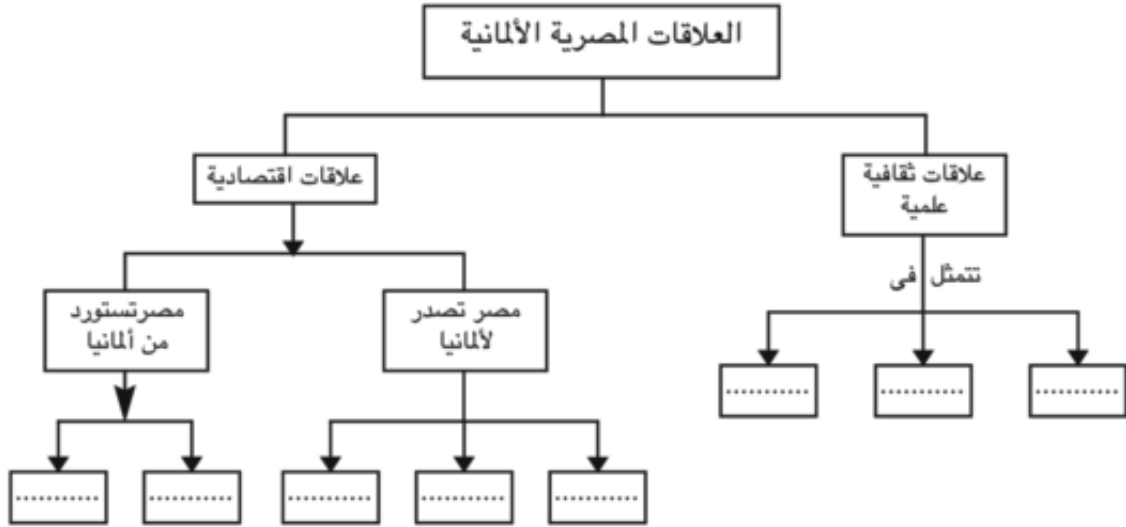 العلاقات المصرية الألمانية
علاقات ثقافية
علمية
علاقات اقتصادية
تتمثل فى
مصر تصدر
لألمانيا
مصرتستورد
من ألمانيا
...........
...........
...........
...........
...........
...........
...........
...........